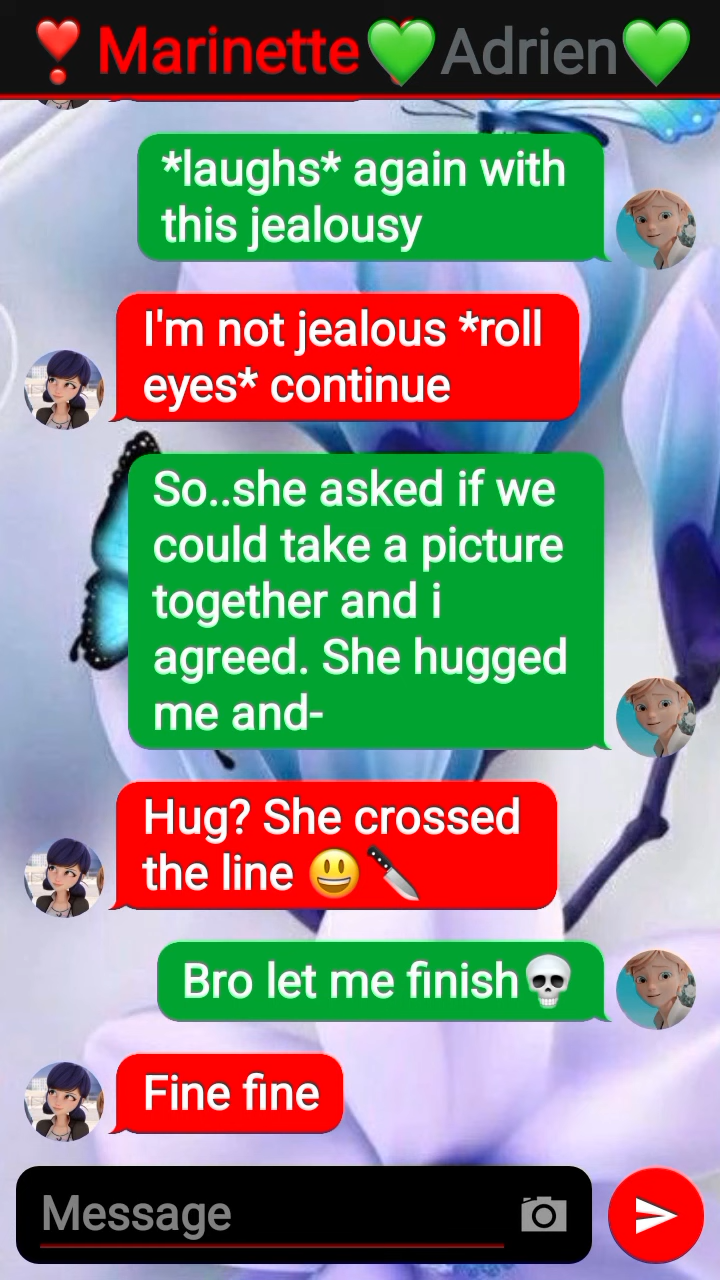 ❣Marinette💚Adrien💚
*laughs* again with
this jealousy
I'm not jealous *roll
eyes* continue
So..she asked if we
could take a picture
together and i
agreed. She hugged
me and-
Hug? She crossed
the line 😃🔪
Bro let me finish💀
Fine fine
Message